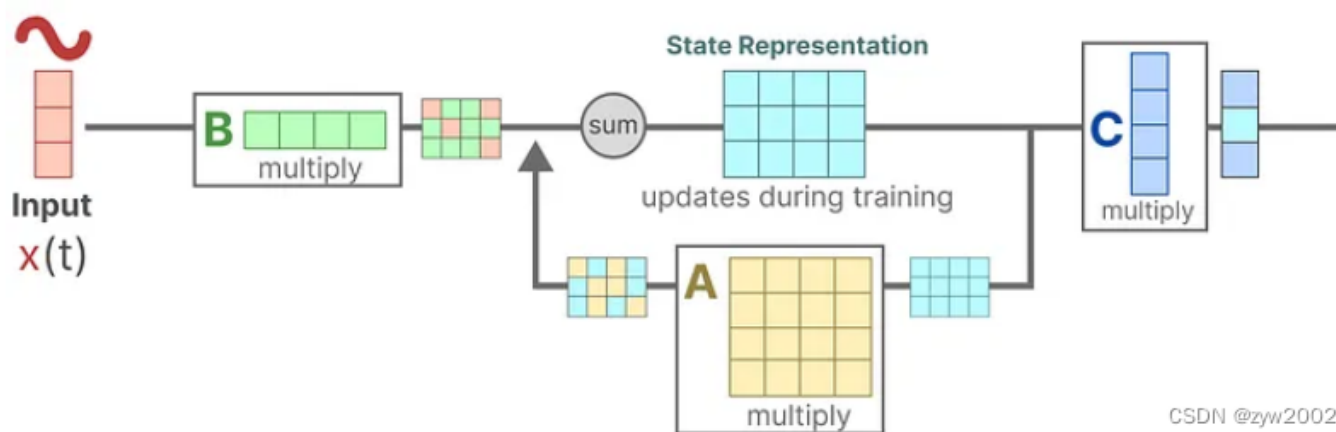 State Representation
Input
x(t)
B
multiply
sum
updates during training
A
multiply
C
multiply
CSDN @zyw2002